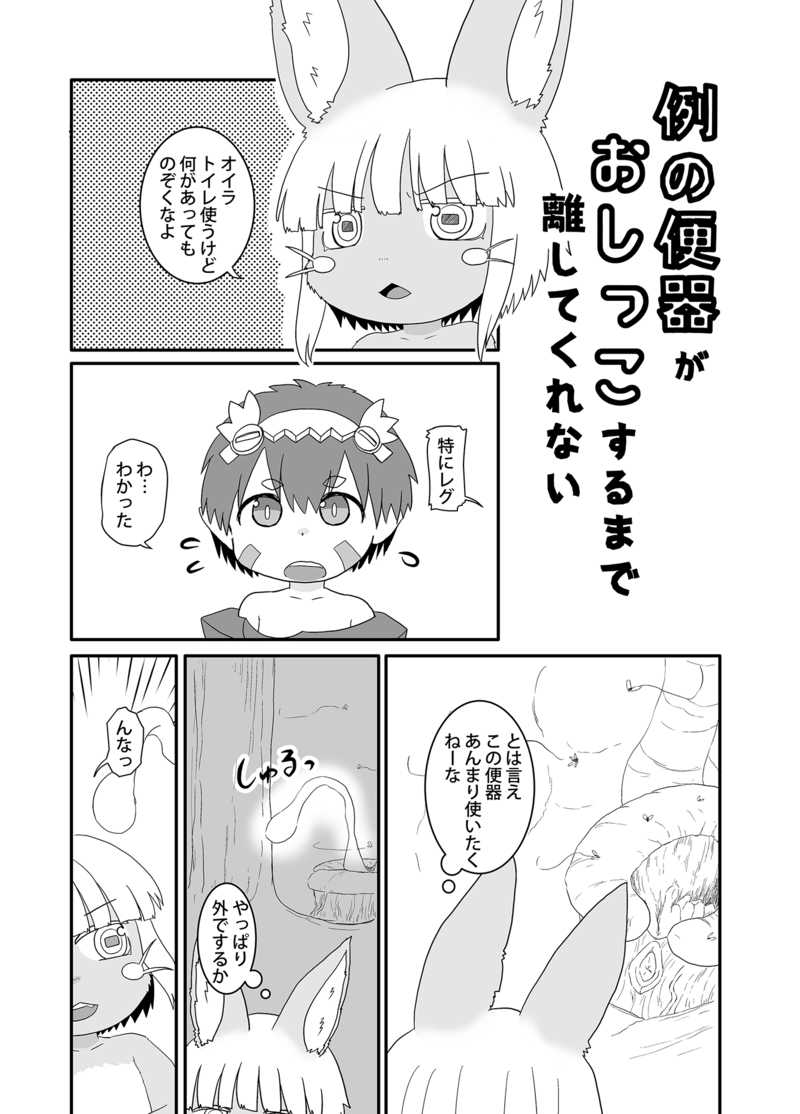 例の便器が
おしっこするまで
離してくれない
オイラ
トイレ使うけど
何があっても
のぞくなよ
特にレグ
わ…
わかった
とは言え
この便器
あんまり使いたく
ねーな
しゅるっ
やっぱり
外でするか
んなっ